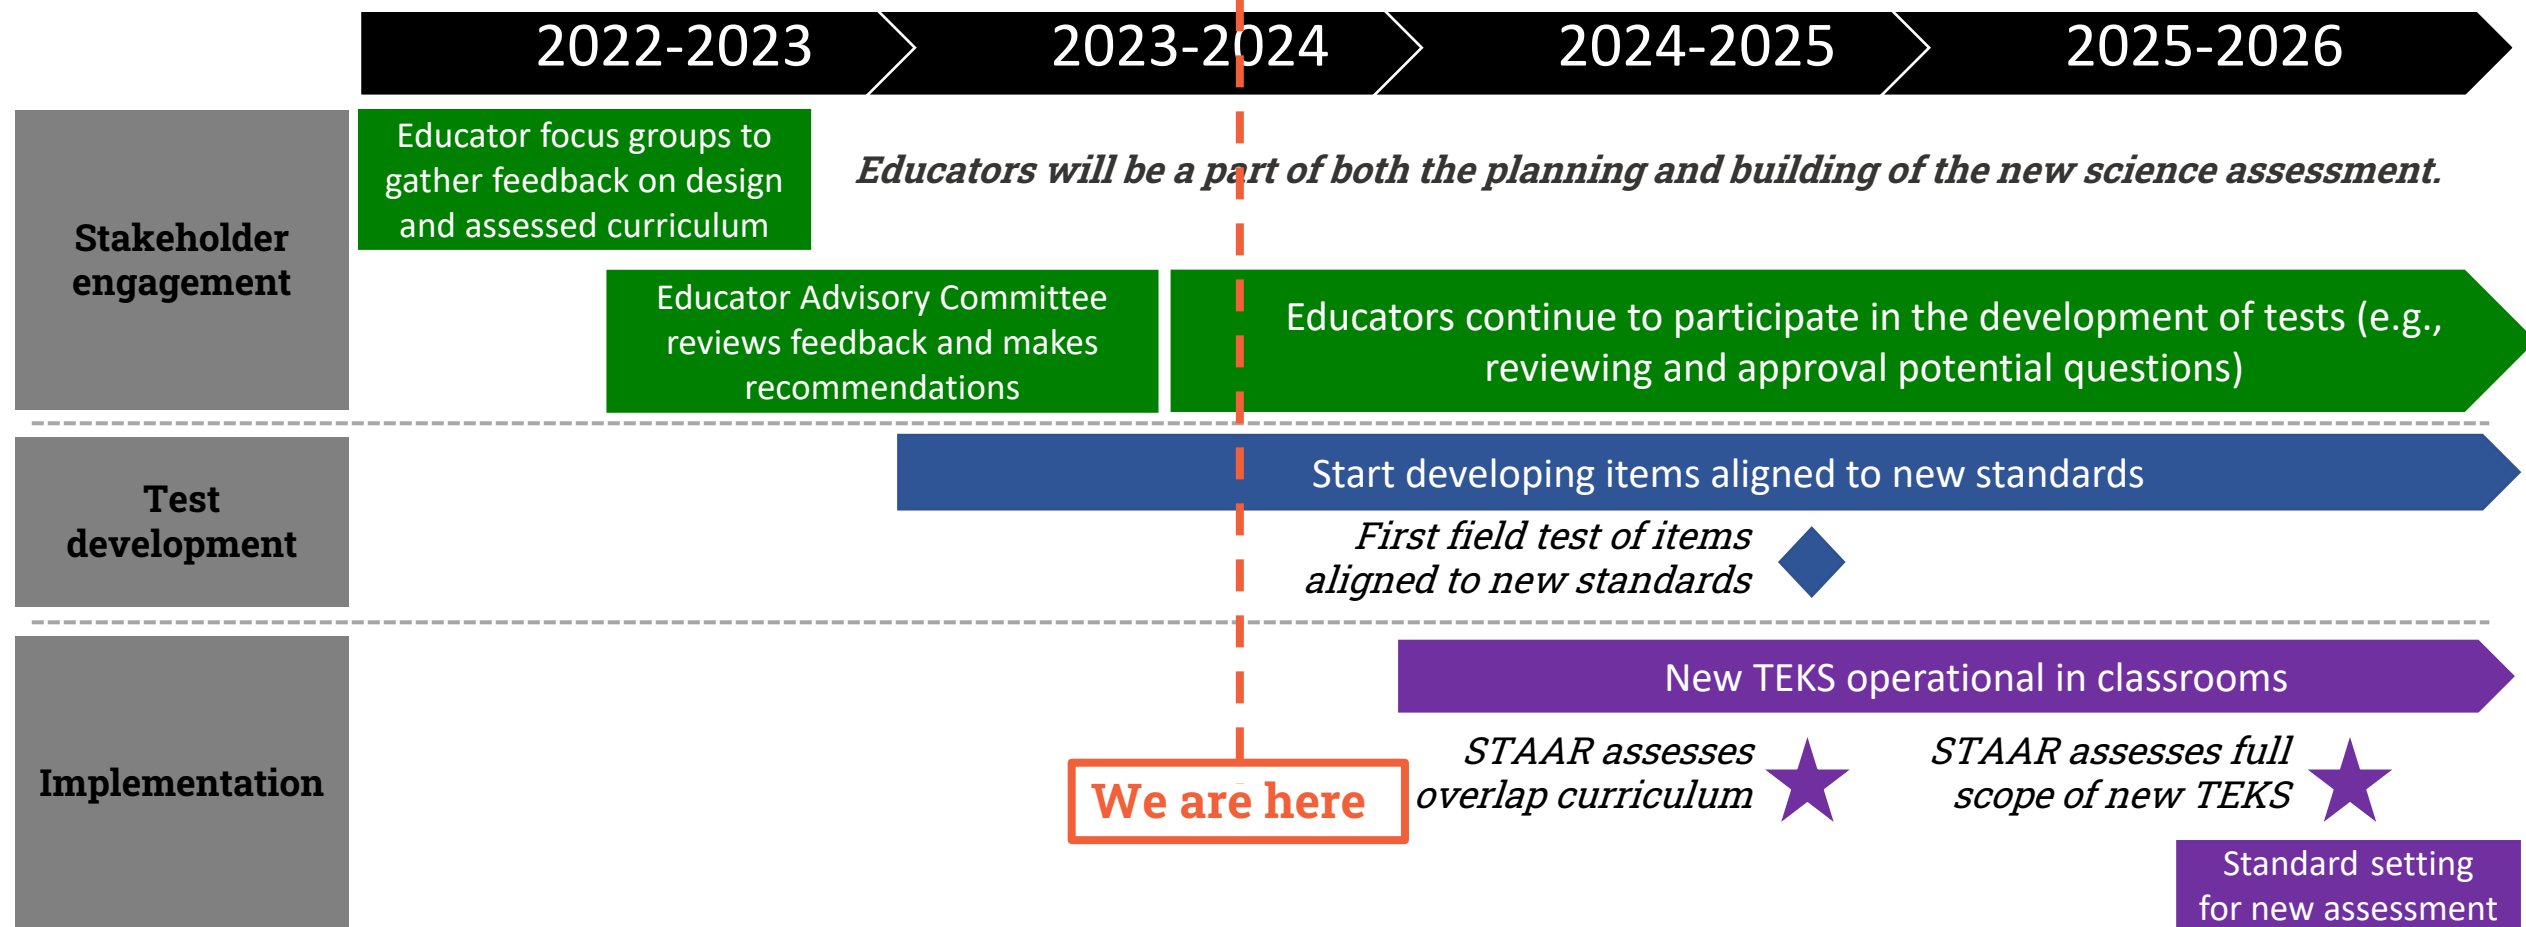 2022-2023
2023-2024
2024-2025
2025-2026
Stakeholder
engagement
Educator focus groups to
gather feedback on design
and assessed curriculum
Educators will be a part of both the planning and building of the new science assessment.
Educator Advisory Committee
reviews feedback and makes
recommendations
Educators continue to participate in the development of tests (e.g.,
reviewing and approval potential questions)
Test
development
Start developing items aligned to new standards
First field test of items
aligned to new standards
Implementation
New TEKS operational in classrooms
We are here
STAAR assesses
overlap curriculum
STAAR assesses full
scope of new TEKS
Standard setting
for new assessment